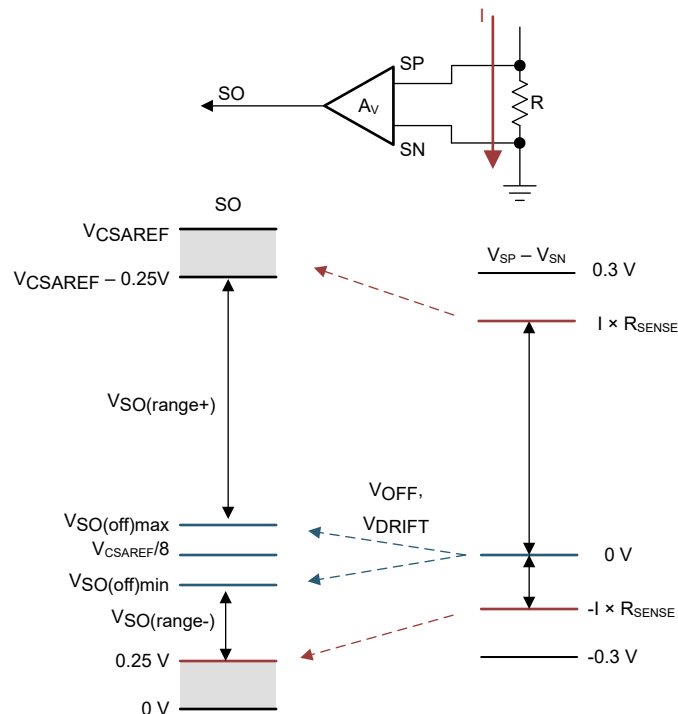 I
SP
SO
AV
R
SN
SO
VCSAREF
VSP – VSN
VCSAREF – 0.25V
0.3 V
I × RSENSE
VSO(range+)
VOFF,
VDRIFT
VSO(off)max
VCSAREF/8
0 V
VSO(off)min
VSO(range-)
-I × RSENSE
0.25 V
-0.3 V
0 V